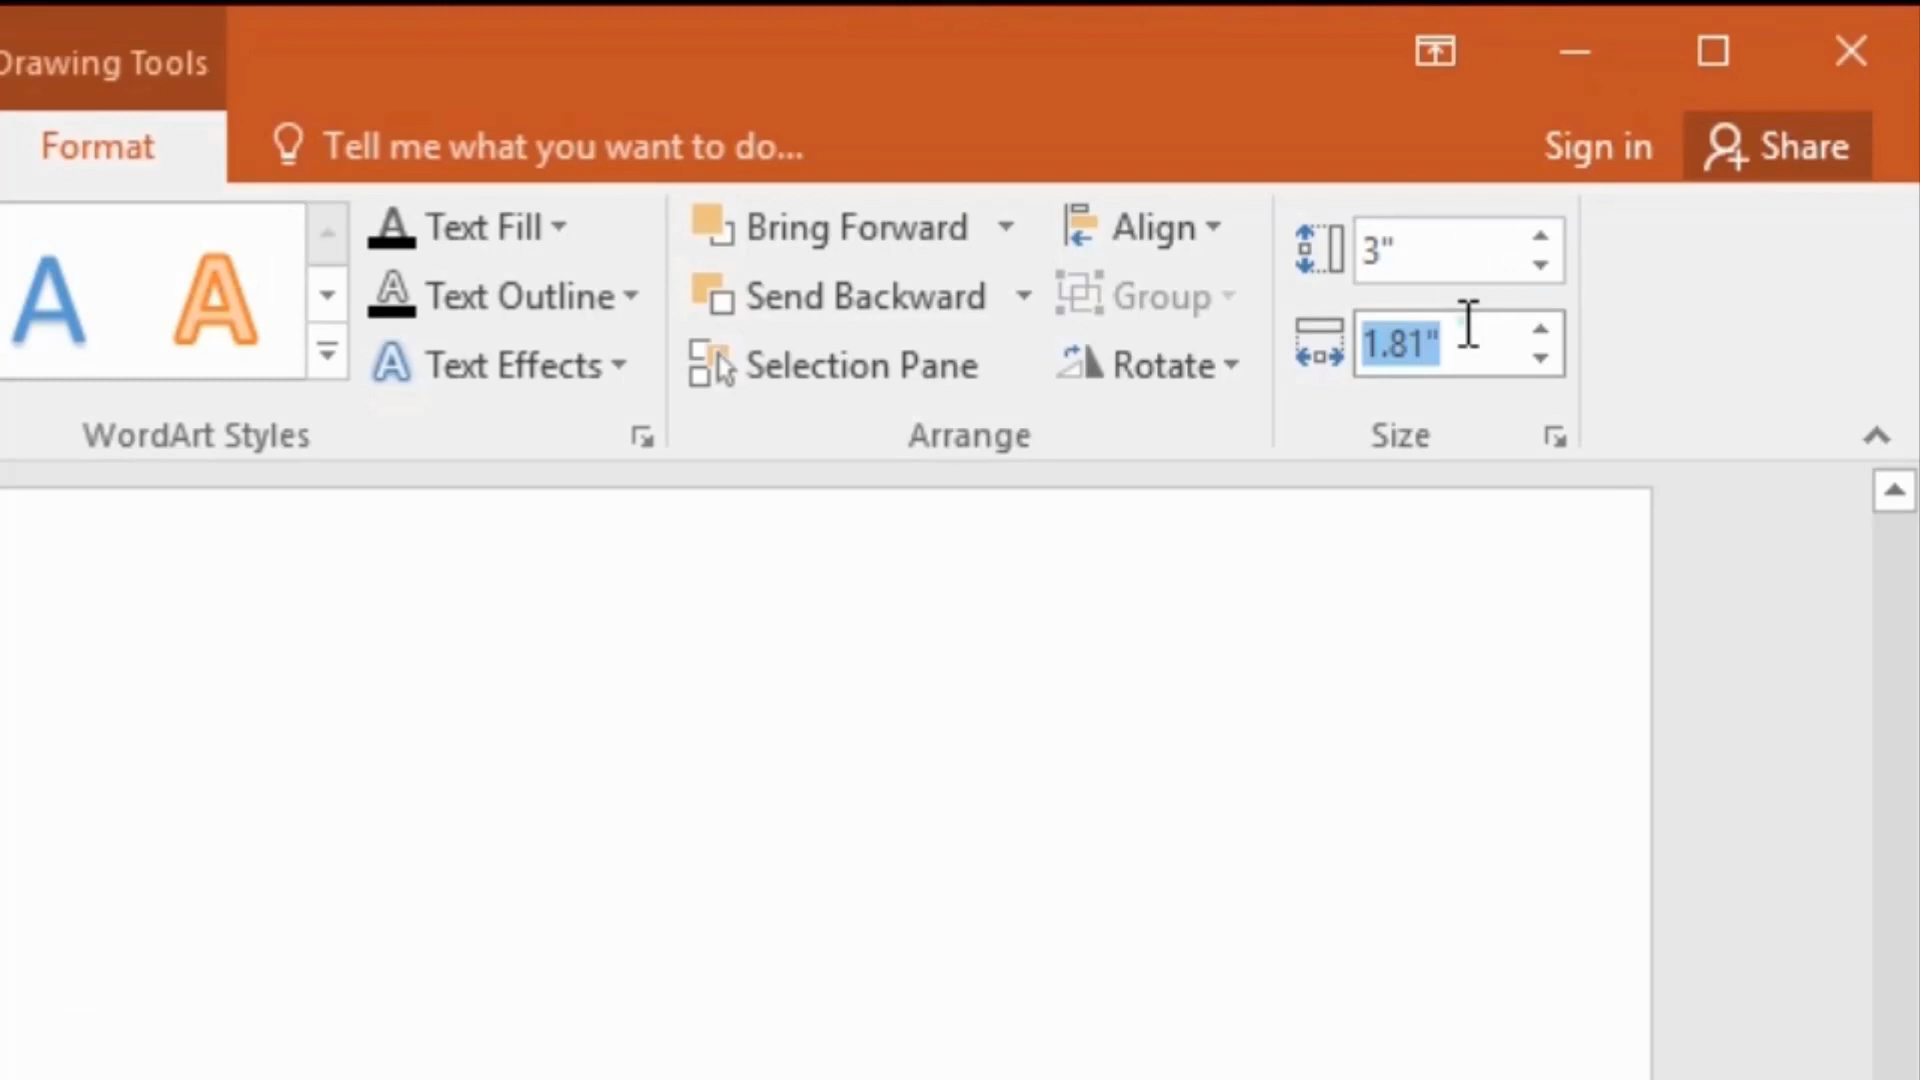 Drawing Tools
Format
Tell me what you want to do...
Sign in
Share
A A
Text Fill
Bring Forward
Align
3"
Text Outline
Send Backward
Group
1.81"
Text Effects
Selection Pane
Rotate
WordArt Styles
Arrange
Size